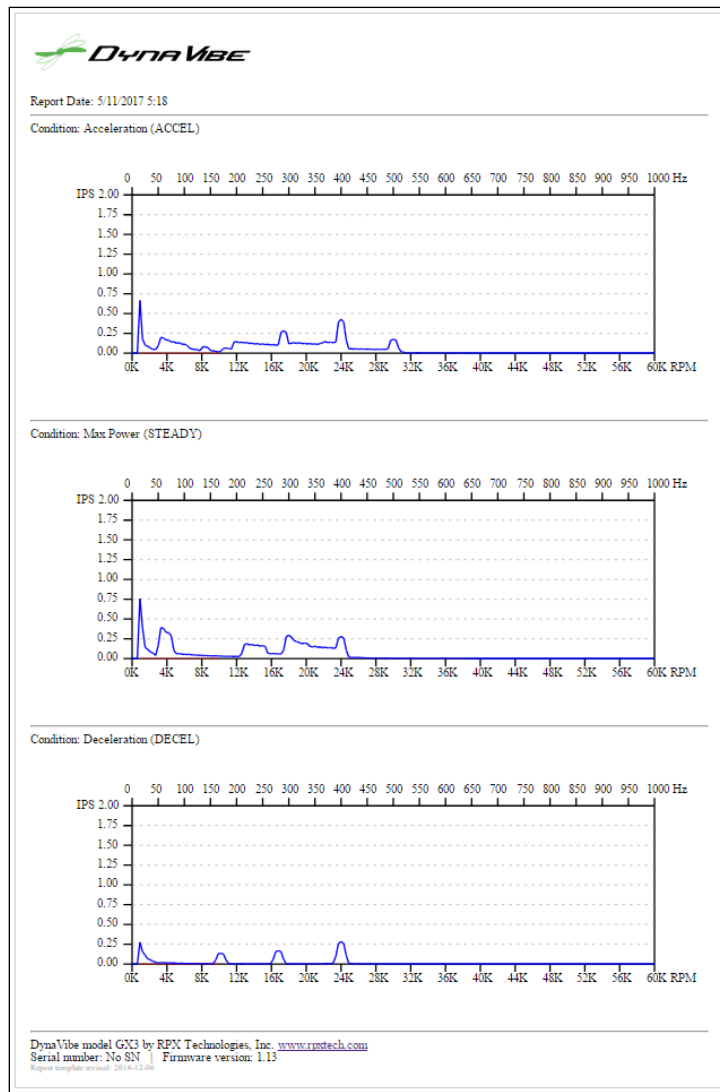 DYNAVIBE
Report Date: 5/11/2017 5:18
Condition: Acceleration (ACCEL)
0 50 100 150 200 250 300 350 400 450 500 550 600 650 700 750 800 850 900 950 1000 Hz
IPS 2.00
1.75
1.50
1.25
1.00
0.75
0.50
0.25
0.00
0K 4K 8K 12K 16K 20K 24K 28K 32K 36K 40K 44K 48K 52K 56K 60K RPM
Condition: Max Power (STEADY)
0 50 100 150 200 250 300 350 400 450 500 550 600 650 700 750 800 850 900 950 1000 Hz
IPS 2.00
1.75
1.50
1.25
1.00
0.75
0.50
0.25
0.00
0K 4K 8K 12K 16K 20K 24K 28K 32K 36K 40K 44K 48K 52K 56K 60K RPM
Condition: Deceleration (DECEL)
0 50 100 150 200 250 300 350 400 450 500 550 600 650 700 750 800 850 900 950 1000 Hz
IPS 2.00
1.75
1.50
1.25
1.00
0.75
0.50
0.25
0.00
0K 4K 8K 12K 16K 20K 24K 28K 32K 36K 40K 44K 48K 52K 56K 60K RPM
DynaVibe model GX3 by RPX Technologies, Inc. www.rpxtech.com
Serial number: No SN | Firmware version: 1.13
Report template revised: 2016-12-06